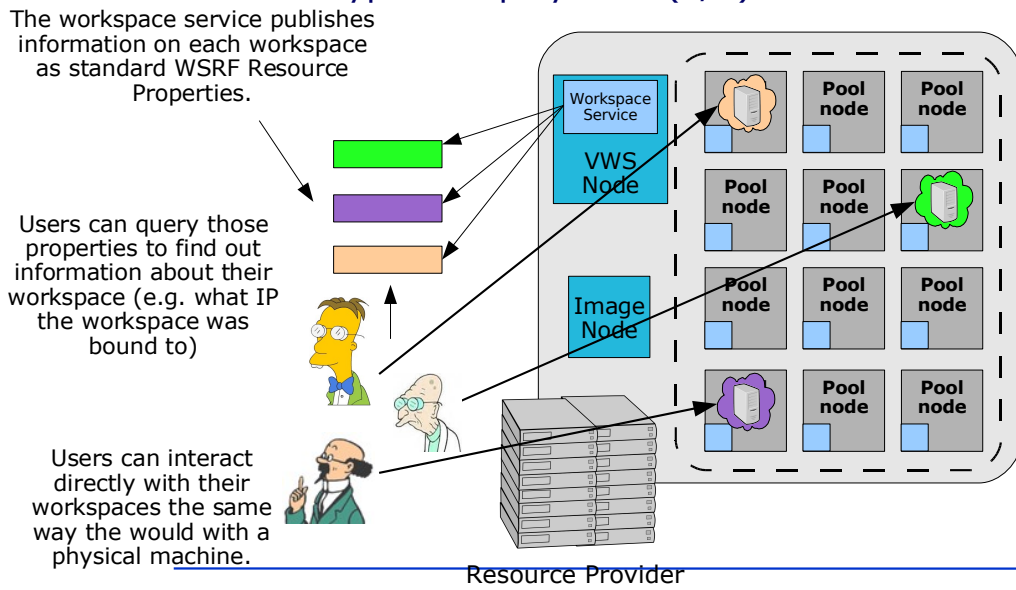 The workspace service publishes
information on each workspace
as standard WSRF Resource
Properties.
Users can query those
properties to find out
information about their
workspace (e.g. what IP
the workspace was
bound to)
Users can interact
directly with their
workspaces the same
way the would with a
physical machine.
Workspace
Service
VWS
Node
Image
Node
Pool
node
Pool
node
Pool
node
Pool
node
Pool
node
Pool
node
Pool
node
Pool
node
Pool
node
Resource Provider